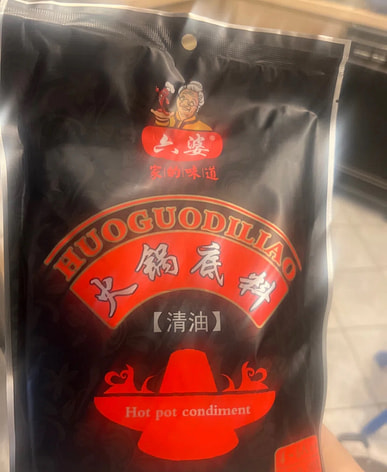 六婆®
家的味道
HUOGUODILIAO
火锅底料
【清油】
Hot pot condiment